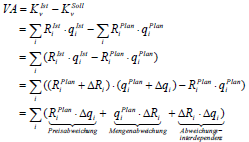 VA = K_v^Ist − K_v^Soll
= ∑_i R_i^Ist · q_i^Ist − ∑_i R_i^Plan · q_i^Plan
= ∑_i (R_i^Ist · q_i^Ist − R_i^Plan · q_i^Plan)
= ∑_i ((R_i^Plan + ΔR_i) · (q_i^Plan + Δq_i) − R_i^Plan · q_i^Plan)
= ∑_i (R_i^Plan · Δq_i + q_i^Plan · ΔR_i + ΔR_i · Δq_i)
Preisabweichung Mengenabweichung Abweichungs-
interdependenz